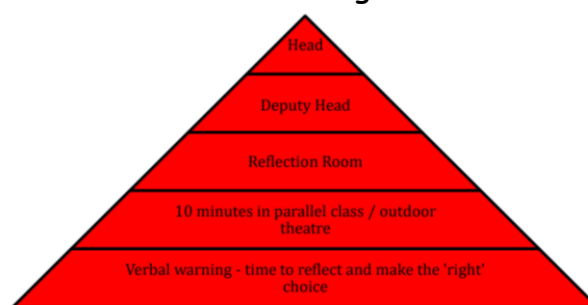 Head
Deputy Head
Reflection Room
10 minutes in parallel class / outdoor
theatre
Verbal warning - time to reflect and make the 'right'
choice